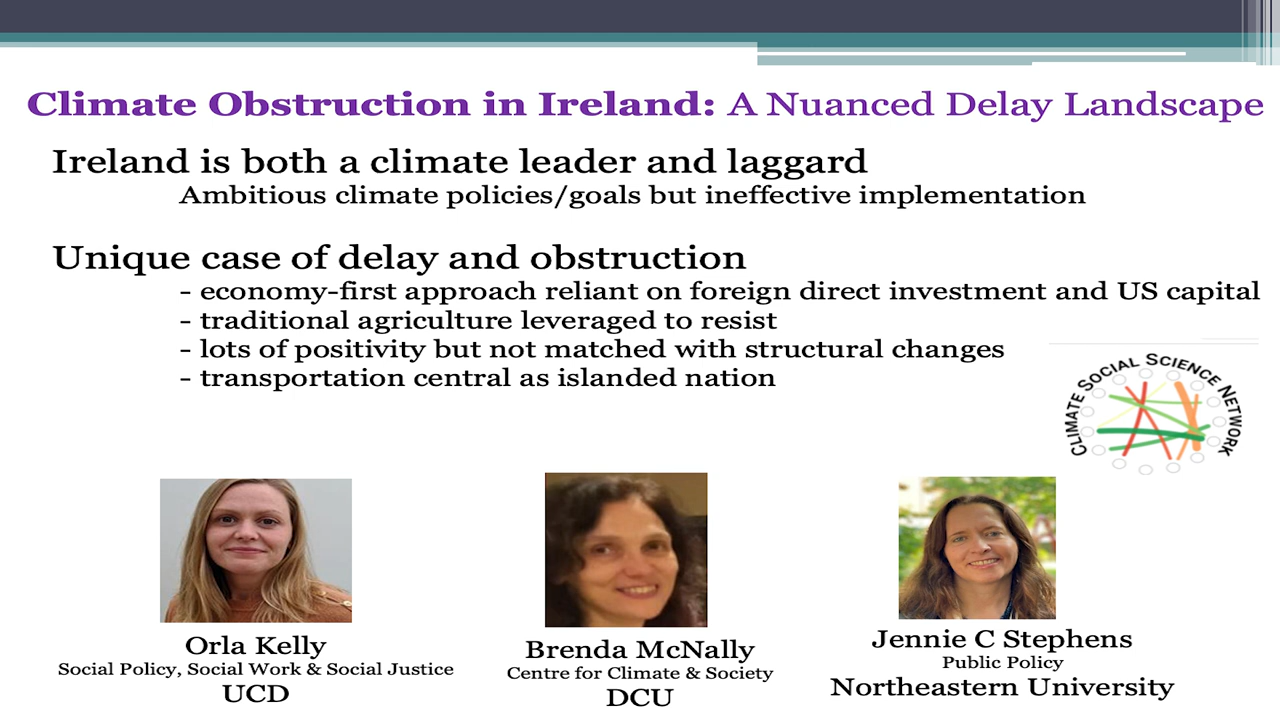 Climate Obstruction in Ireland: A Nuanced Delay Landscape
Ireland is both a climate leader and laggard
Ambitious climate policies/goals but ineffective implementation
Unique case of delay and obstruction
- economy-first approach reliant on foreign direct investment and US capital
- traditional agriculture leveraged to resist
- lots of positivity but not matched with structural changes
- transportation central as islanded nation
CLIMATE SOCIAL SCIENCE NETWORK
Orla Kelly
Social Policy, Social Work & Social Justice
UCD
Brenda McNally
Centre for Climate & Society
DCU
Jennie C Stephens
Public Policy
Northeastern University